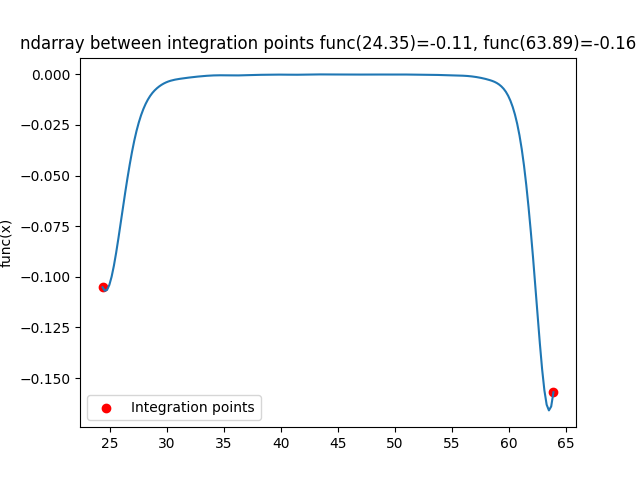 ndarray between integration points func(24.35)=-0.11, func(63.89)=-0.16
0.000
−0.025
−0.050
−0.075
−0.100
−0.125
−0.150
func(x)
Integration points
25 30 35 40 45 50 55 60 65